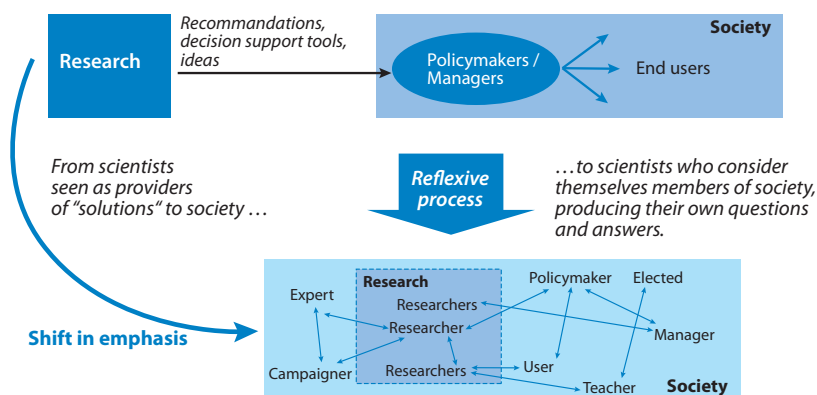 Research
Recommandations,
decision support tools,
ideas
Society
Policymakers /
Managers
End users
From scientists
seen as providers
of “solutions“ to society …
Reflexive
process
…to scientists who consider
themselves members of society,
producing their own questions
and answers.
Shift in emphasis
Research
Policymaker
Elected
Expert
Researchers
Researcher
Manager
Campaigner
Researchers
User
Teacher
Society